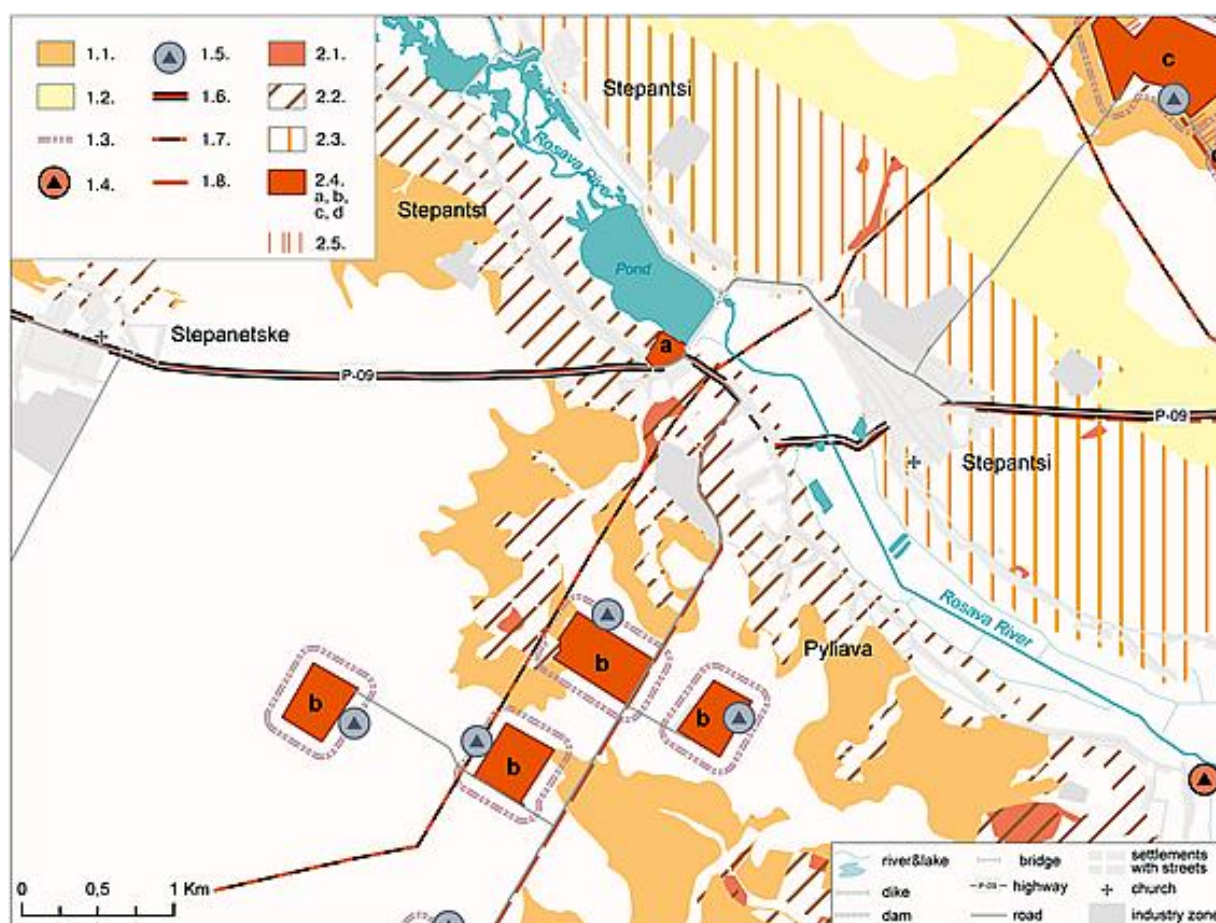 1.1.
1.2.
1.3.
1.4.
1.5.
1.6.
1.7.
1.8.
2.1.
2.2.
2.3.
2.4.
a, b,
c, d
2.5.
Stepantsi
c
Rosava River
Stepantsi
Pond
Stepanetske
a
P-09
P-09
Stepantsi
Rosava River
Pyliava
b
b
b
b
0 0,5 1 Km
river&lake
dike
dam
bridge
P-09 highway
road
settlements
with streets
church
industry zone